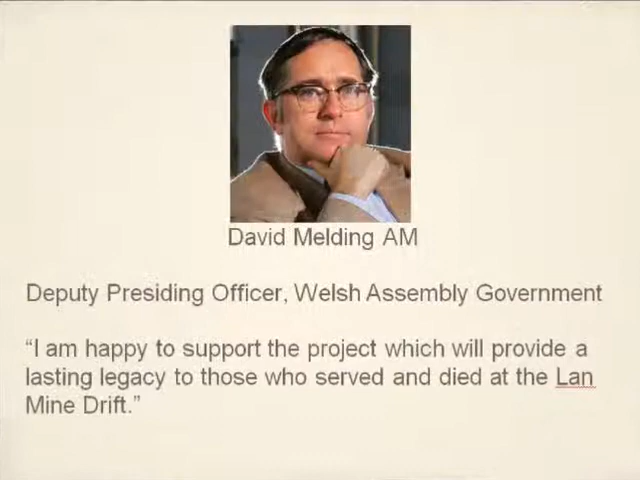 David Melding AM
Deputy Presiding Officer, Welsh Assembly Government
“I am happy to support the project which will provide a
lasting legacy to those who served and died at the Lan
Mine Drift.”